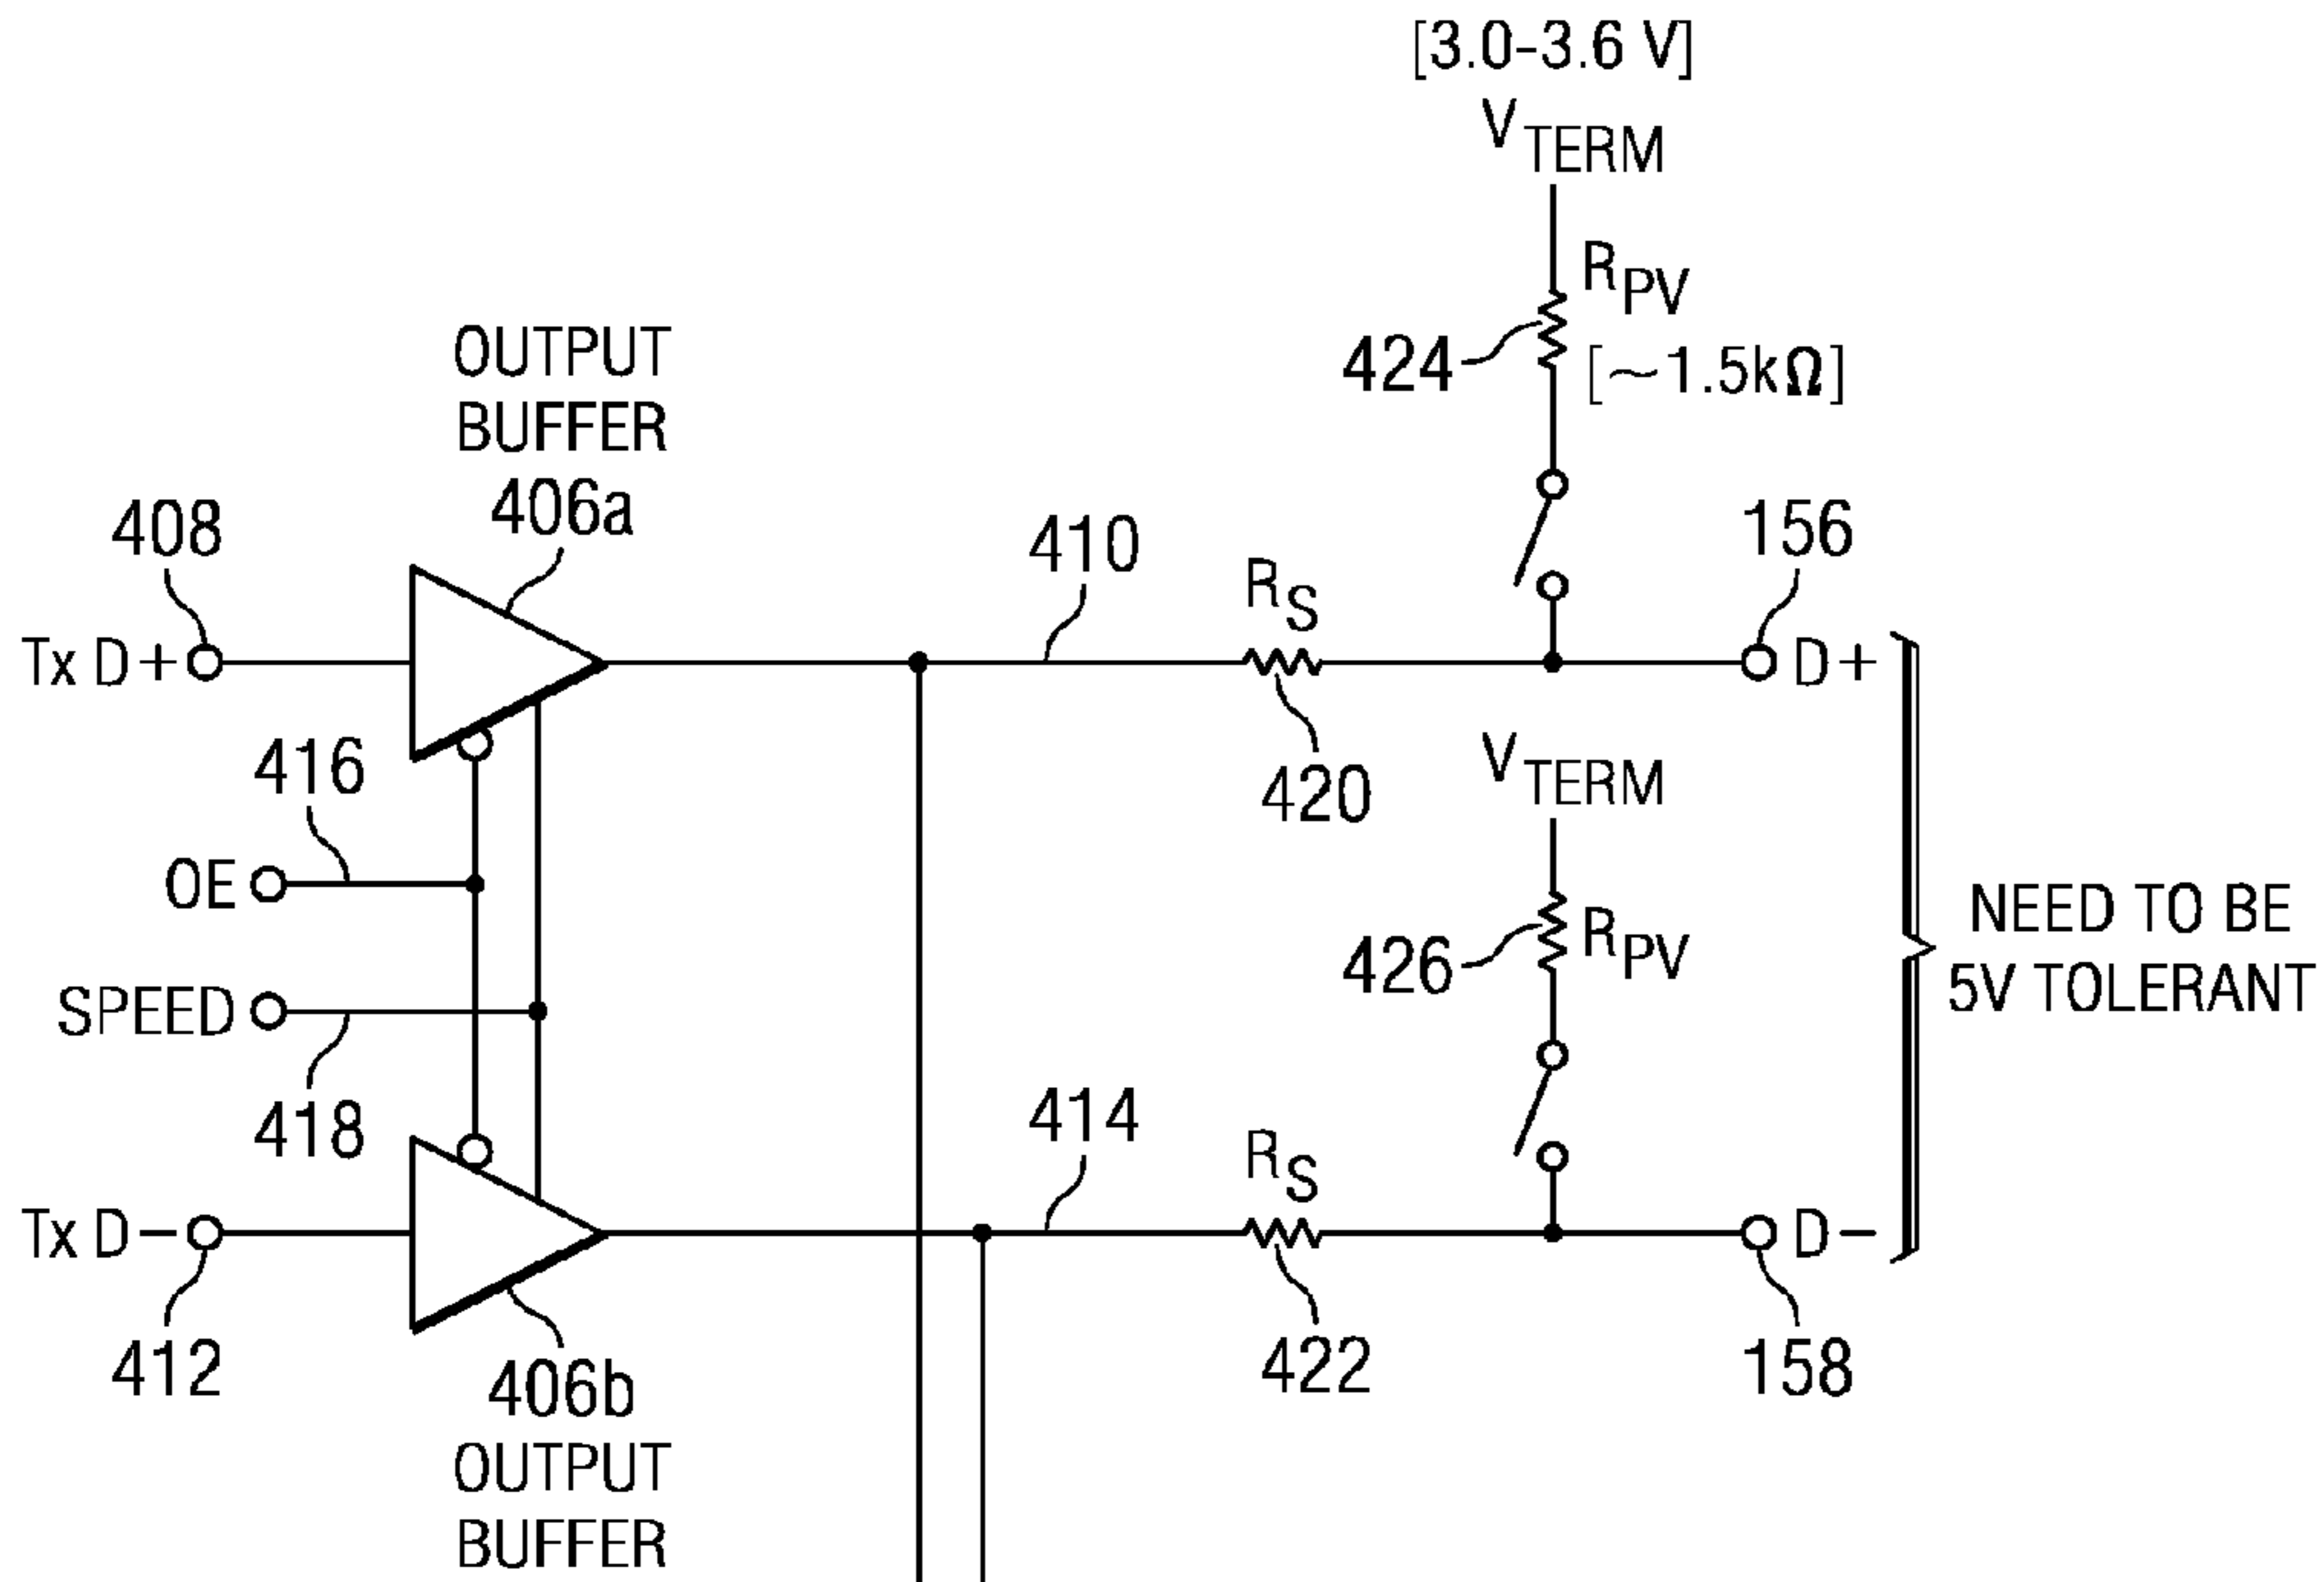 [3.0-3.6 V]
VTERM
RPV
424
[~1.5kΩ]
OUTPUT
BUFFER
406a
408
410
RS
156
Tx D+
D+
416
420
VTERM
OE
426
RPV
NEED TO BE
5V TOLERANT
SPEED
418
414
RS
Tx D-
D-
412
406b
OUTPUT
BUFFER
422
158